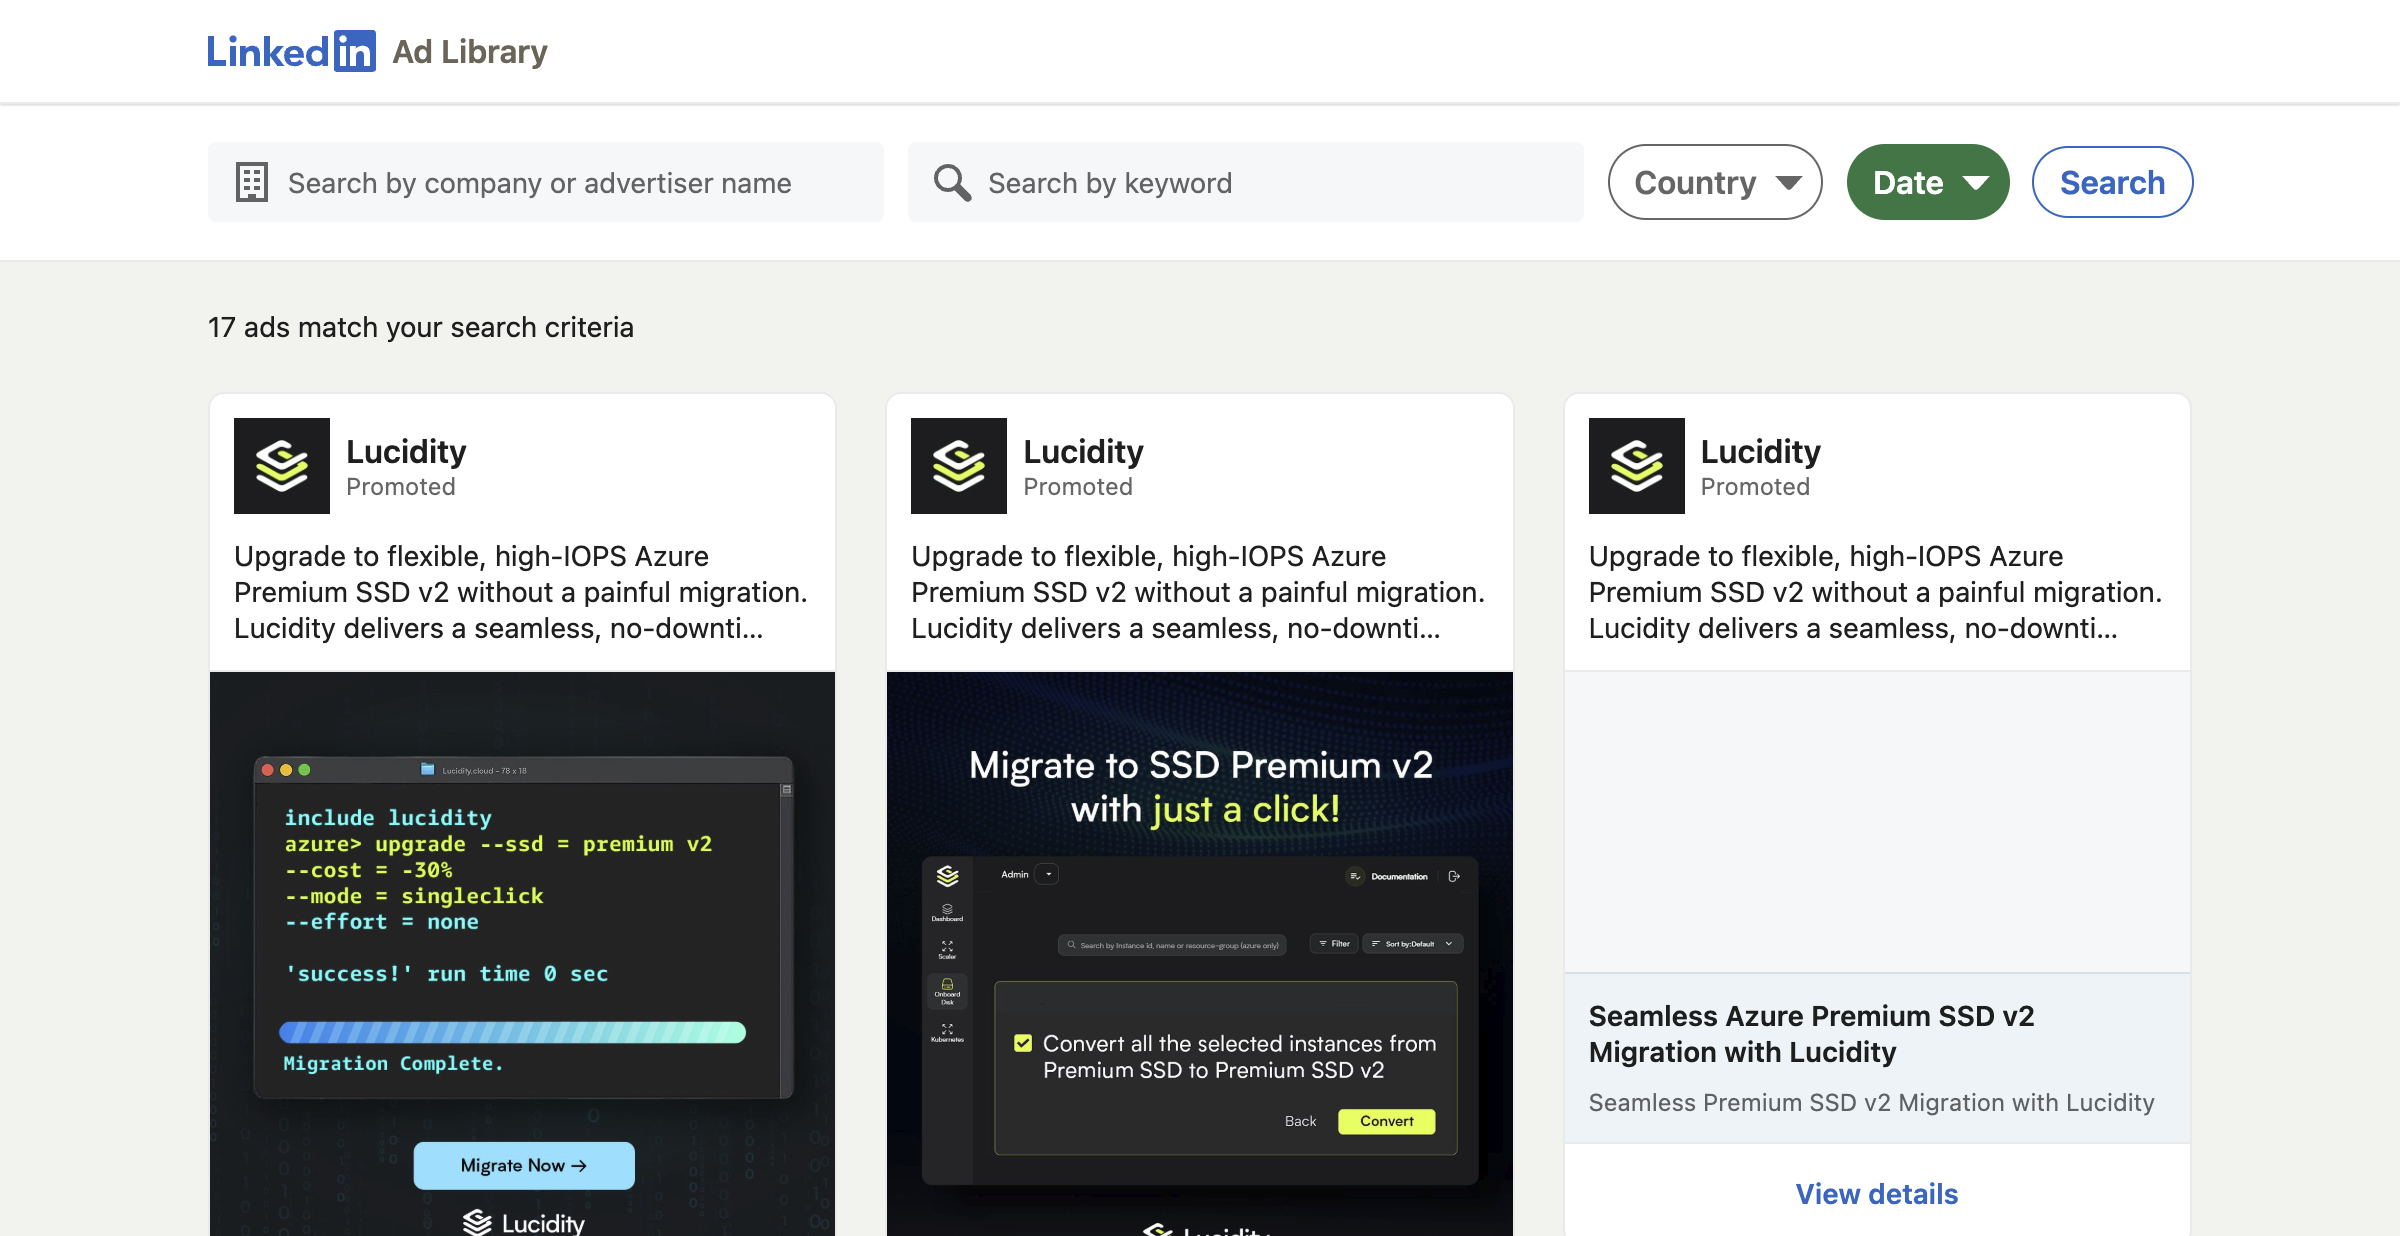 LinkedIn Ad Library
Search by company or advertiser name
Search by keyword
Country
Date
Search
17 ads match your search criteria
Lucidity
Promoted
Upgrade to flexible, high-IOPS Azure
Premium SSD v2 without a painful migration.
Lucidity delivers a seamless, no-downti...
Lucidity.cloud - 78 x 18
include lucidity
azure> upgrade --ssd = premium v2
--cost = -30%
--mode = singleclick
--effort = none
'success!' run time 0 sec
Migration Complete.
Migrate Now →
Lucidity
Lucidity
Promoted
Upgrade to flexible, high-IOPS Azure
Premium SSD v2 without a painful migration.
Lucidity delivers a seamless, no-downti...
Migrate to SSD Premium v2
with just a click!
Admin
Documentation
Dashboard
Scaler
Onboard
Disk
Kubernetes
Search by instance id, name or resource-group (azure only)
Filter
Sort by:Default
Convert all the selected instances from
Premium SSD to Premium SSD v2
Back
Convert
Lucidity
Lucidity
Promoted
Upgrade to flexible, high-IOPS Azure
Premium SSD v2 without a painful migration.
Lucidity delivers a seamless, no-downti...
Seamless Azure Premium SSD v2
Migration with Lucidity
Seamless Premium SSD v2 Migration with Lucidity
View details